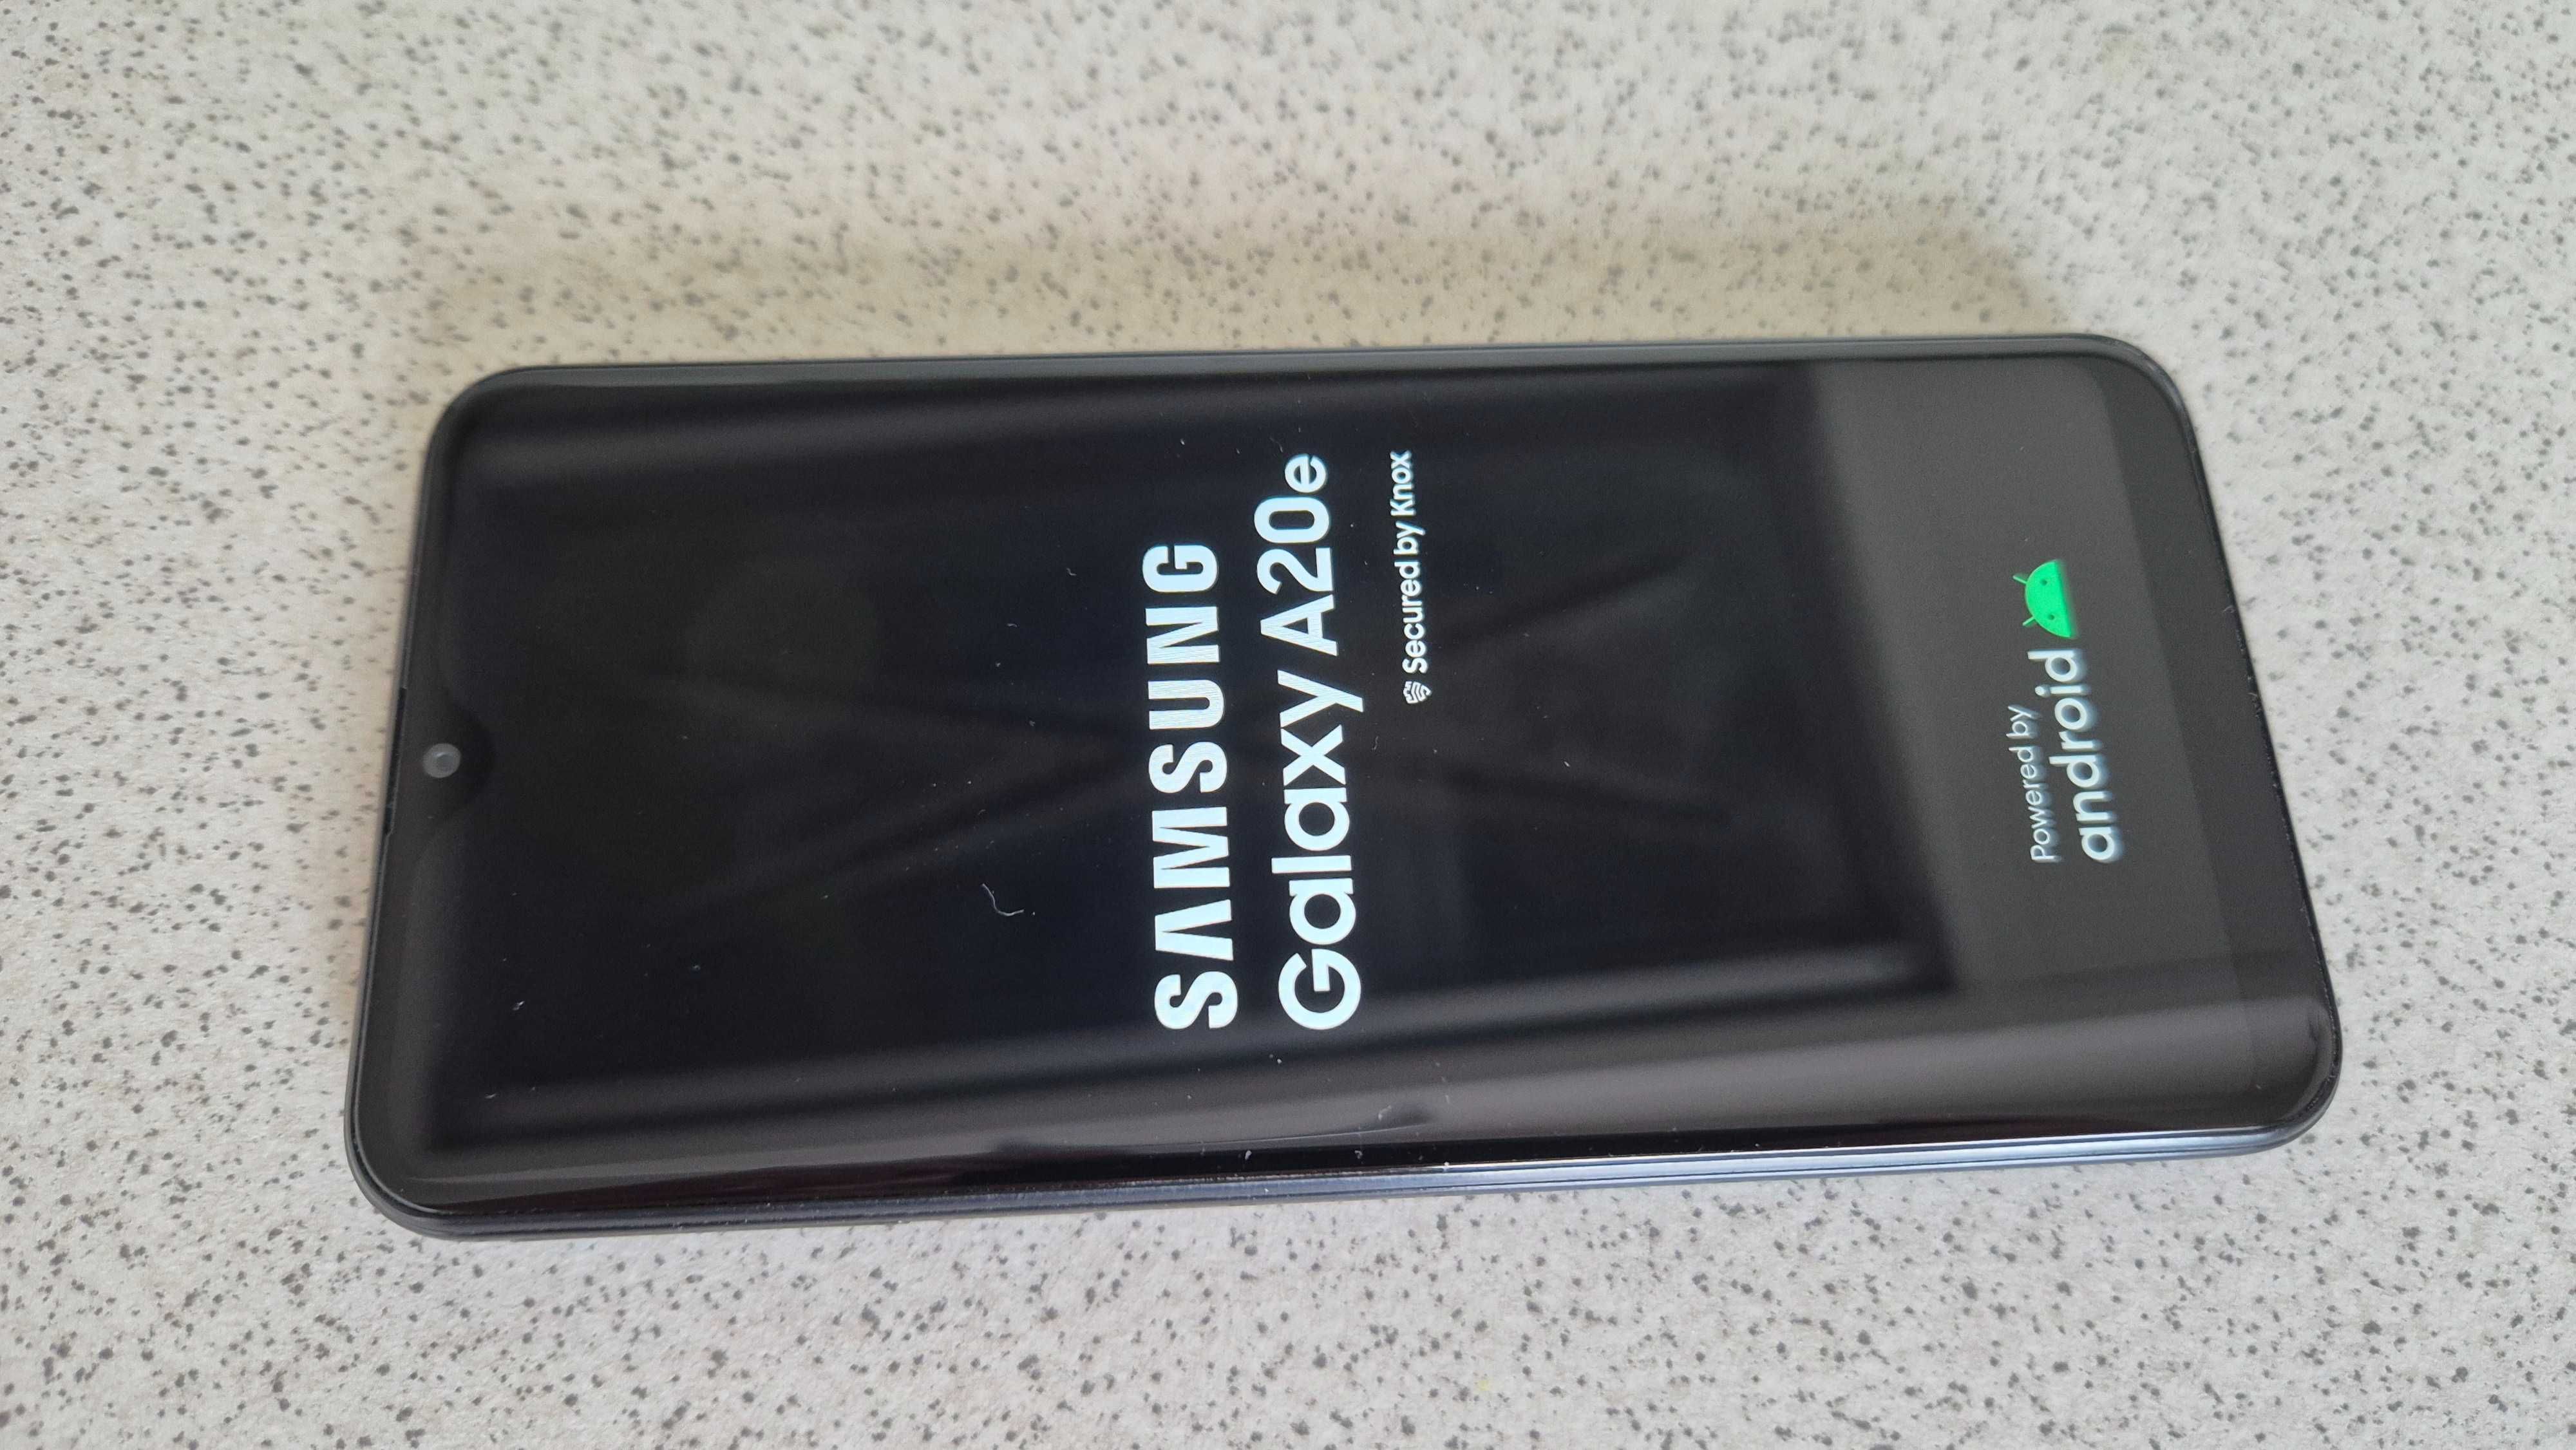 SAMSUNG
Galaxy A20e
Secured by Knox
Powered by
android